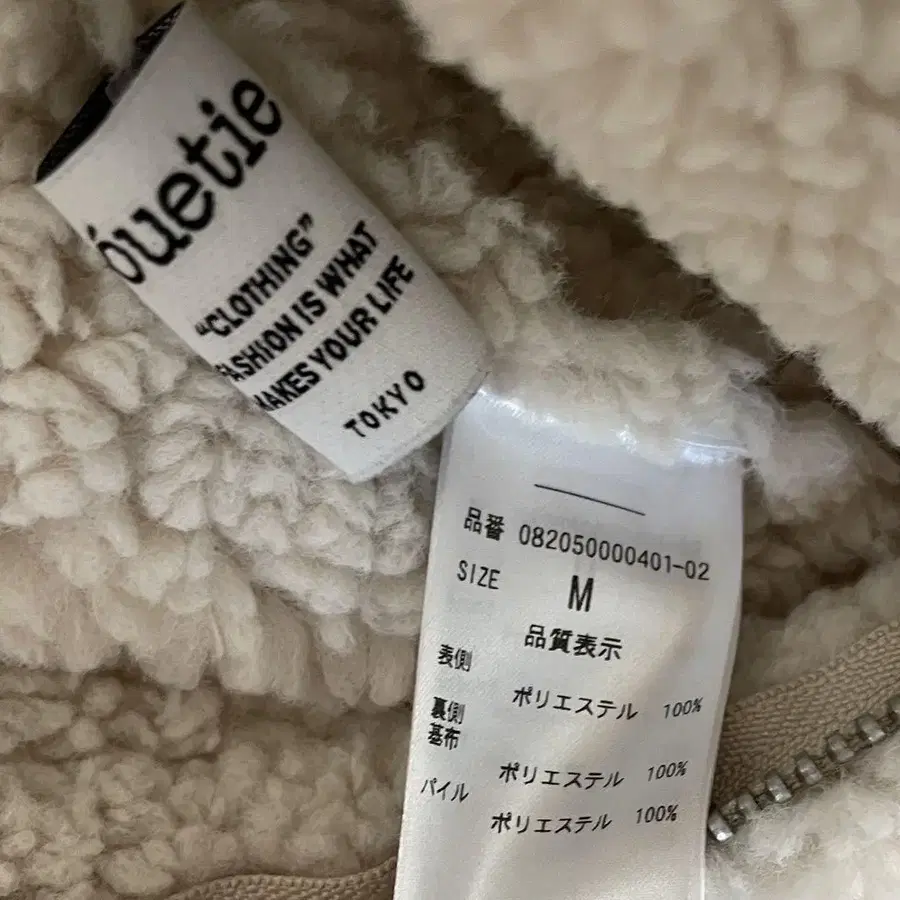 ouetie
“CLOTHING”
FASHION IS WHAT
MAKES YOUR LIFE
TOKYO
品番 082050000401-02
SIZE M
品質表示
表側 ポリエステル 100%
裏側
基布 ポリエステル 100%
パイル ポリエステル 100%